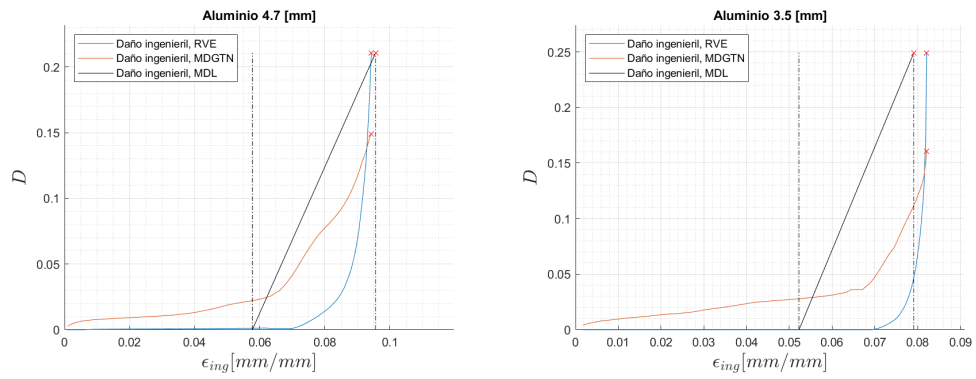 Aluminio 4.7 [mm]
Daño ingenieril, RVE
Daño ingenieril, MDGTN
Daño ingenieril, MDL
0.2
0.15
0.1
0.05
0
D
0 0.02 0.04 0.06 0.08 0.1
ϵ_ing[mm/mm]
Aluminio 3.5 [mm]
Daño ingenieril, RVE
Daño ingenieril, MDGTN
Daño ingenieril, MDL
0.25
0.2
0.15
0.1
0.05
0
D
0 0.01 0.02 0.03 0.04 0.05 0.06 0.07 0.08 0.09
ϵ_ing[mm/mm]